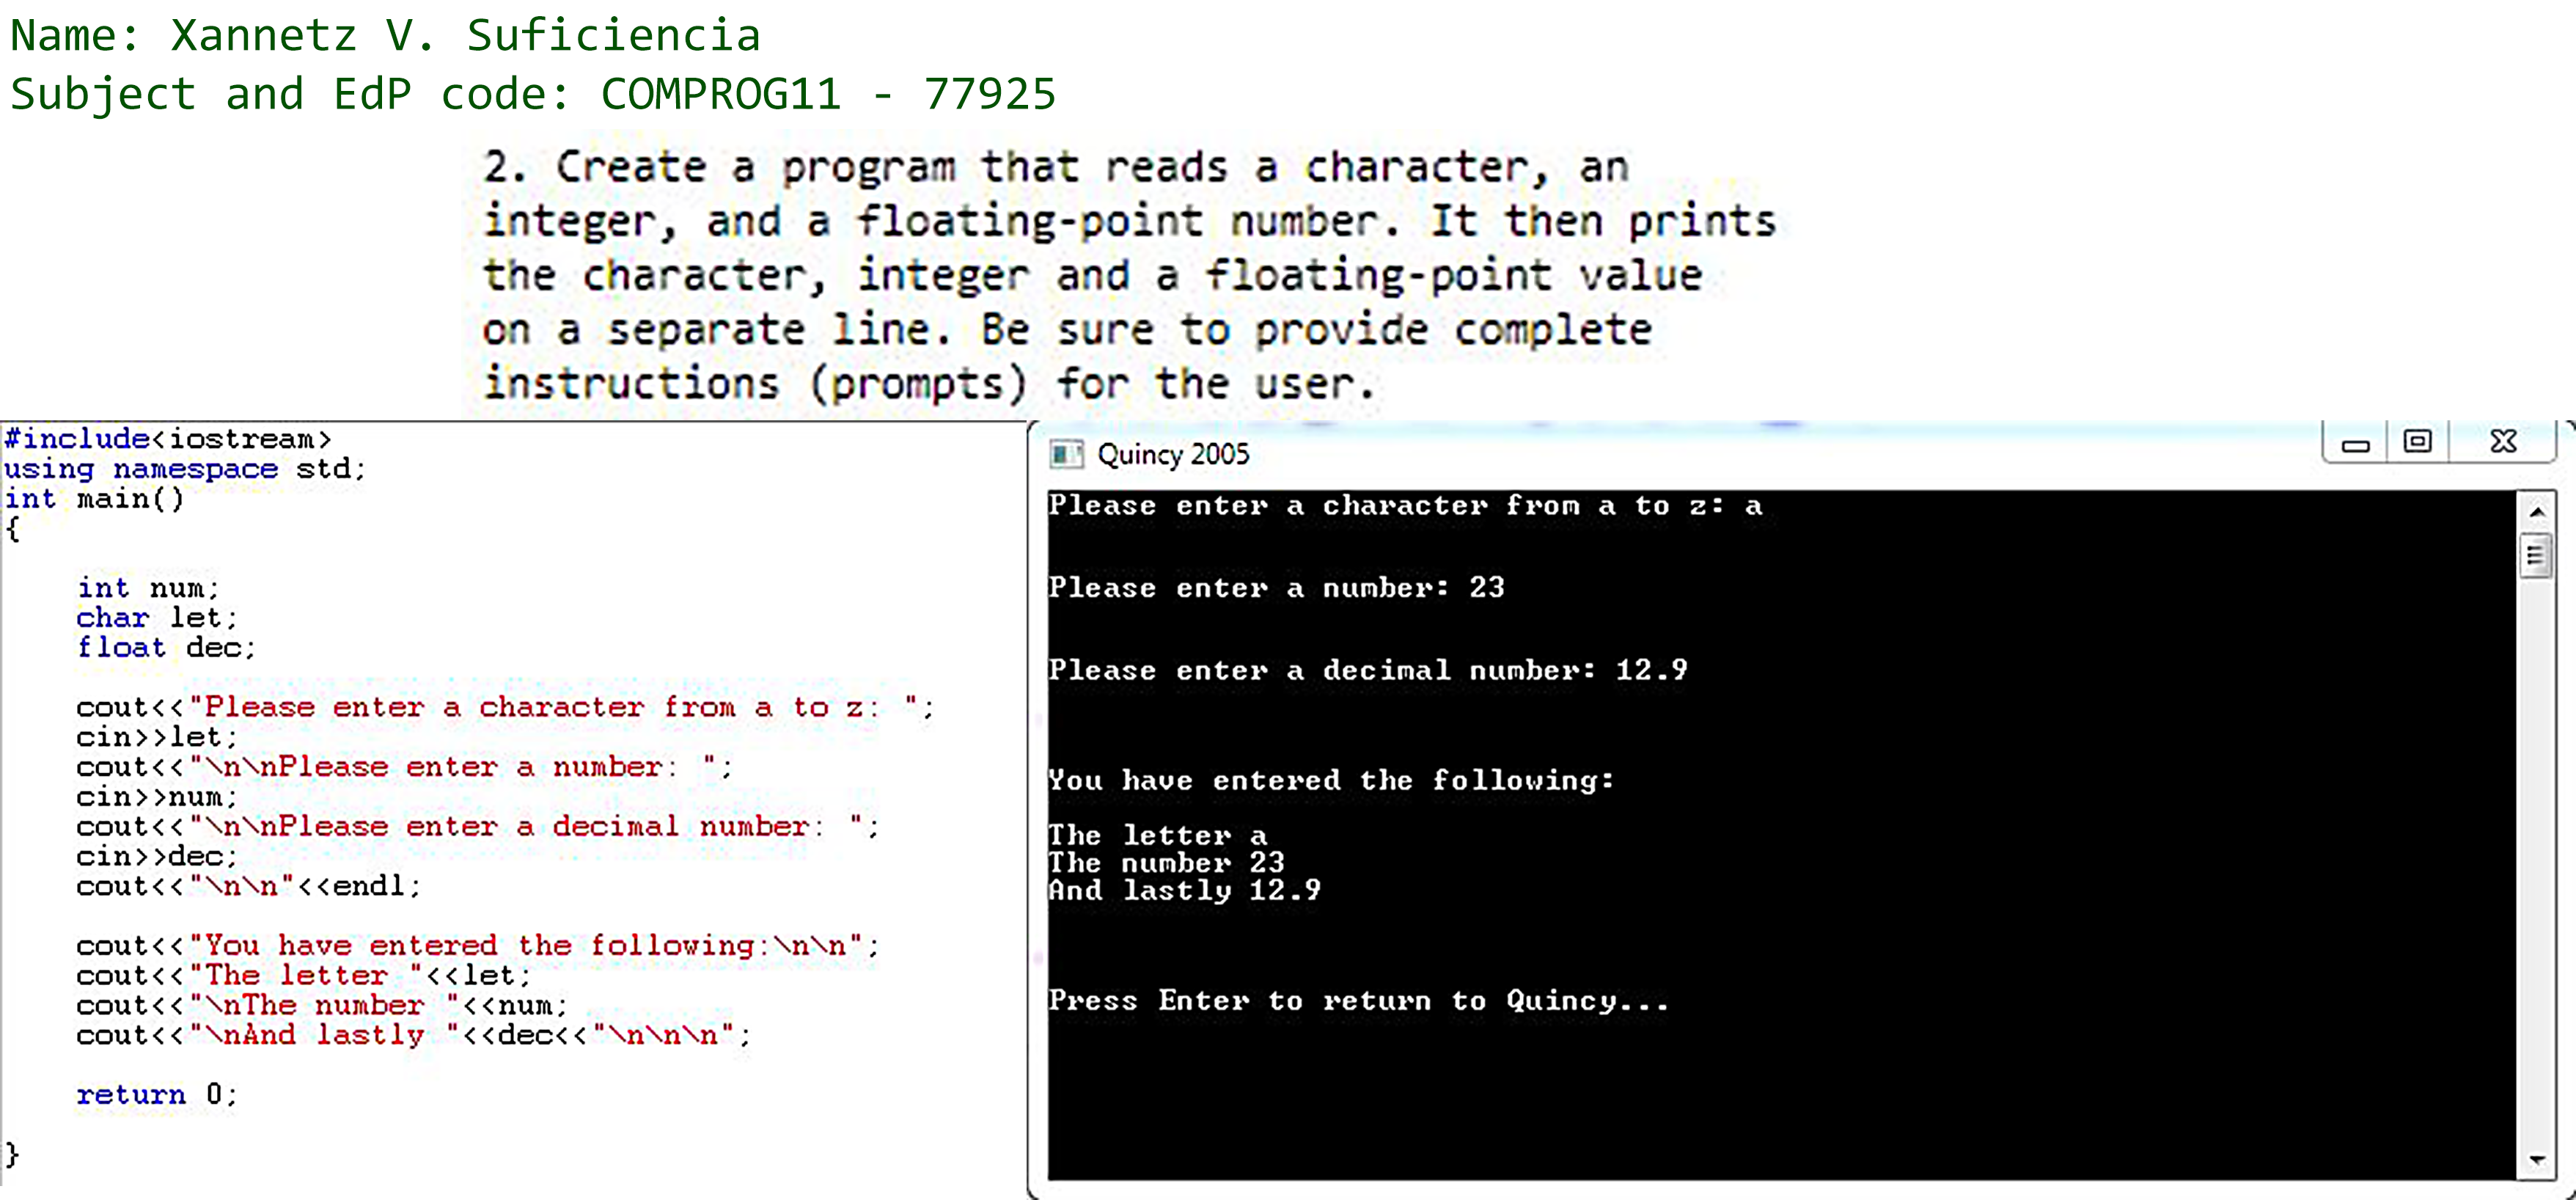 Name: Xannetz V. Suficiencia
Subject and EdP code: COMPROG11 - 77925
2. Create a program that reads a character, an
integer, and a floating-point number. It then prints
the character, integer and a floating-point value
on a separate line. Be sure to provide complete
instructions (prompts) for the user.
#include<iostream>
using namespace std;
int main()
{
int num;
char let;
float dec;
cout<<"Please enter a character from a to z: ";
cin>>let;
cout<<"\n\nPlease enter a number: ";
cin>>num;
cout<<"\n\nPlease enter a decimal number: ";
cin>>dec;
cout<<"\n\n"<<endl;
cout<<"You have entered the following:\n\n";
cout<<"The letter "<<let;
cout<<"\nThe number "<<num;
cout<<"\nAnd lastly "<<dec<<"\n\n\n";
return 0;
}
Quincy 2005
Please enter a character from a to z: a
Please enter a number: 23
Please enter a decimal number: 12.9
You have entered the following:
The letter a
The number 23
And lastly 12.9
Press Enter to return to Quincy...